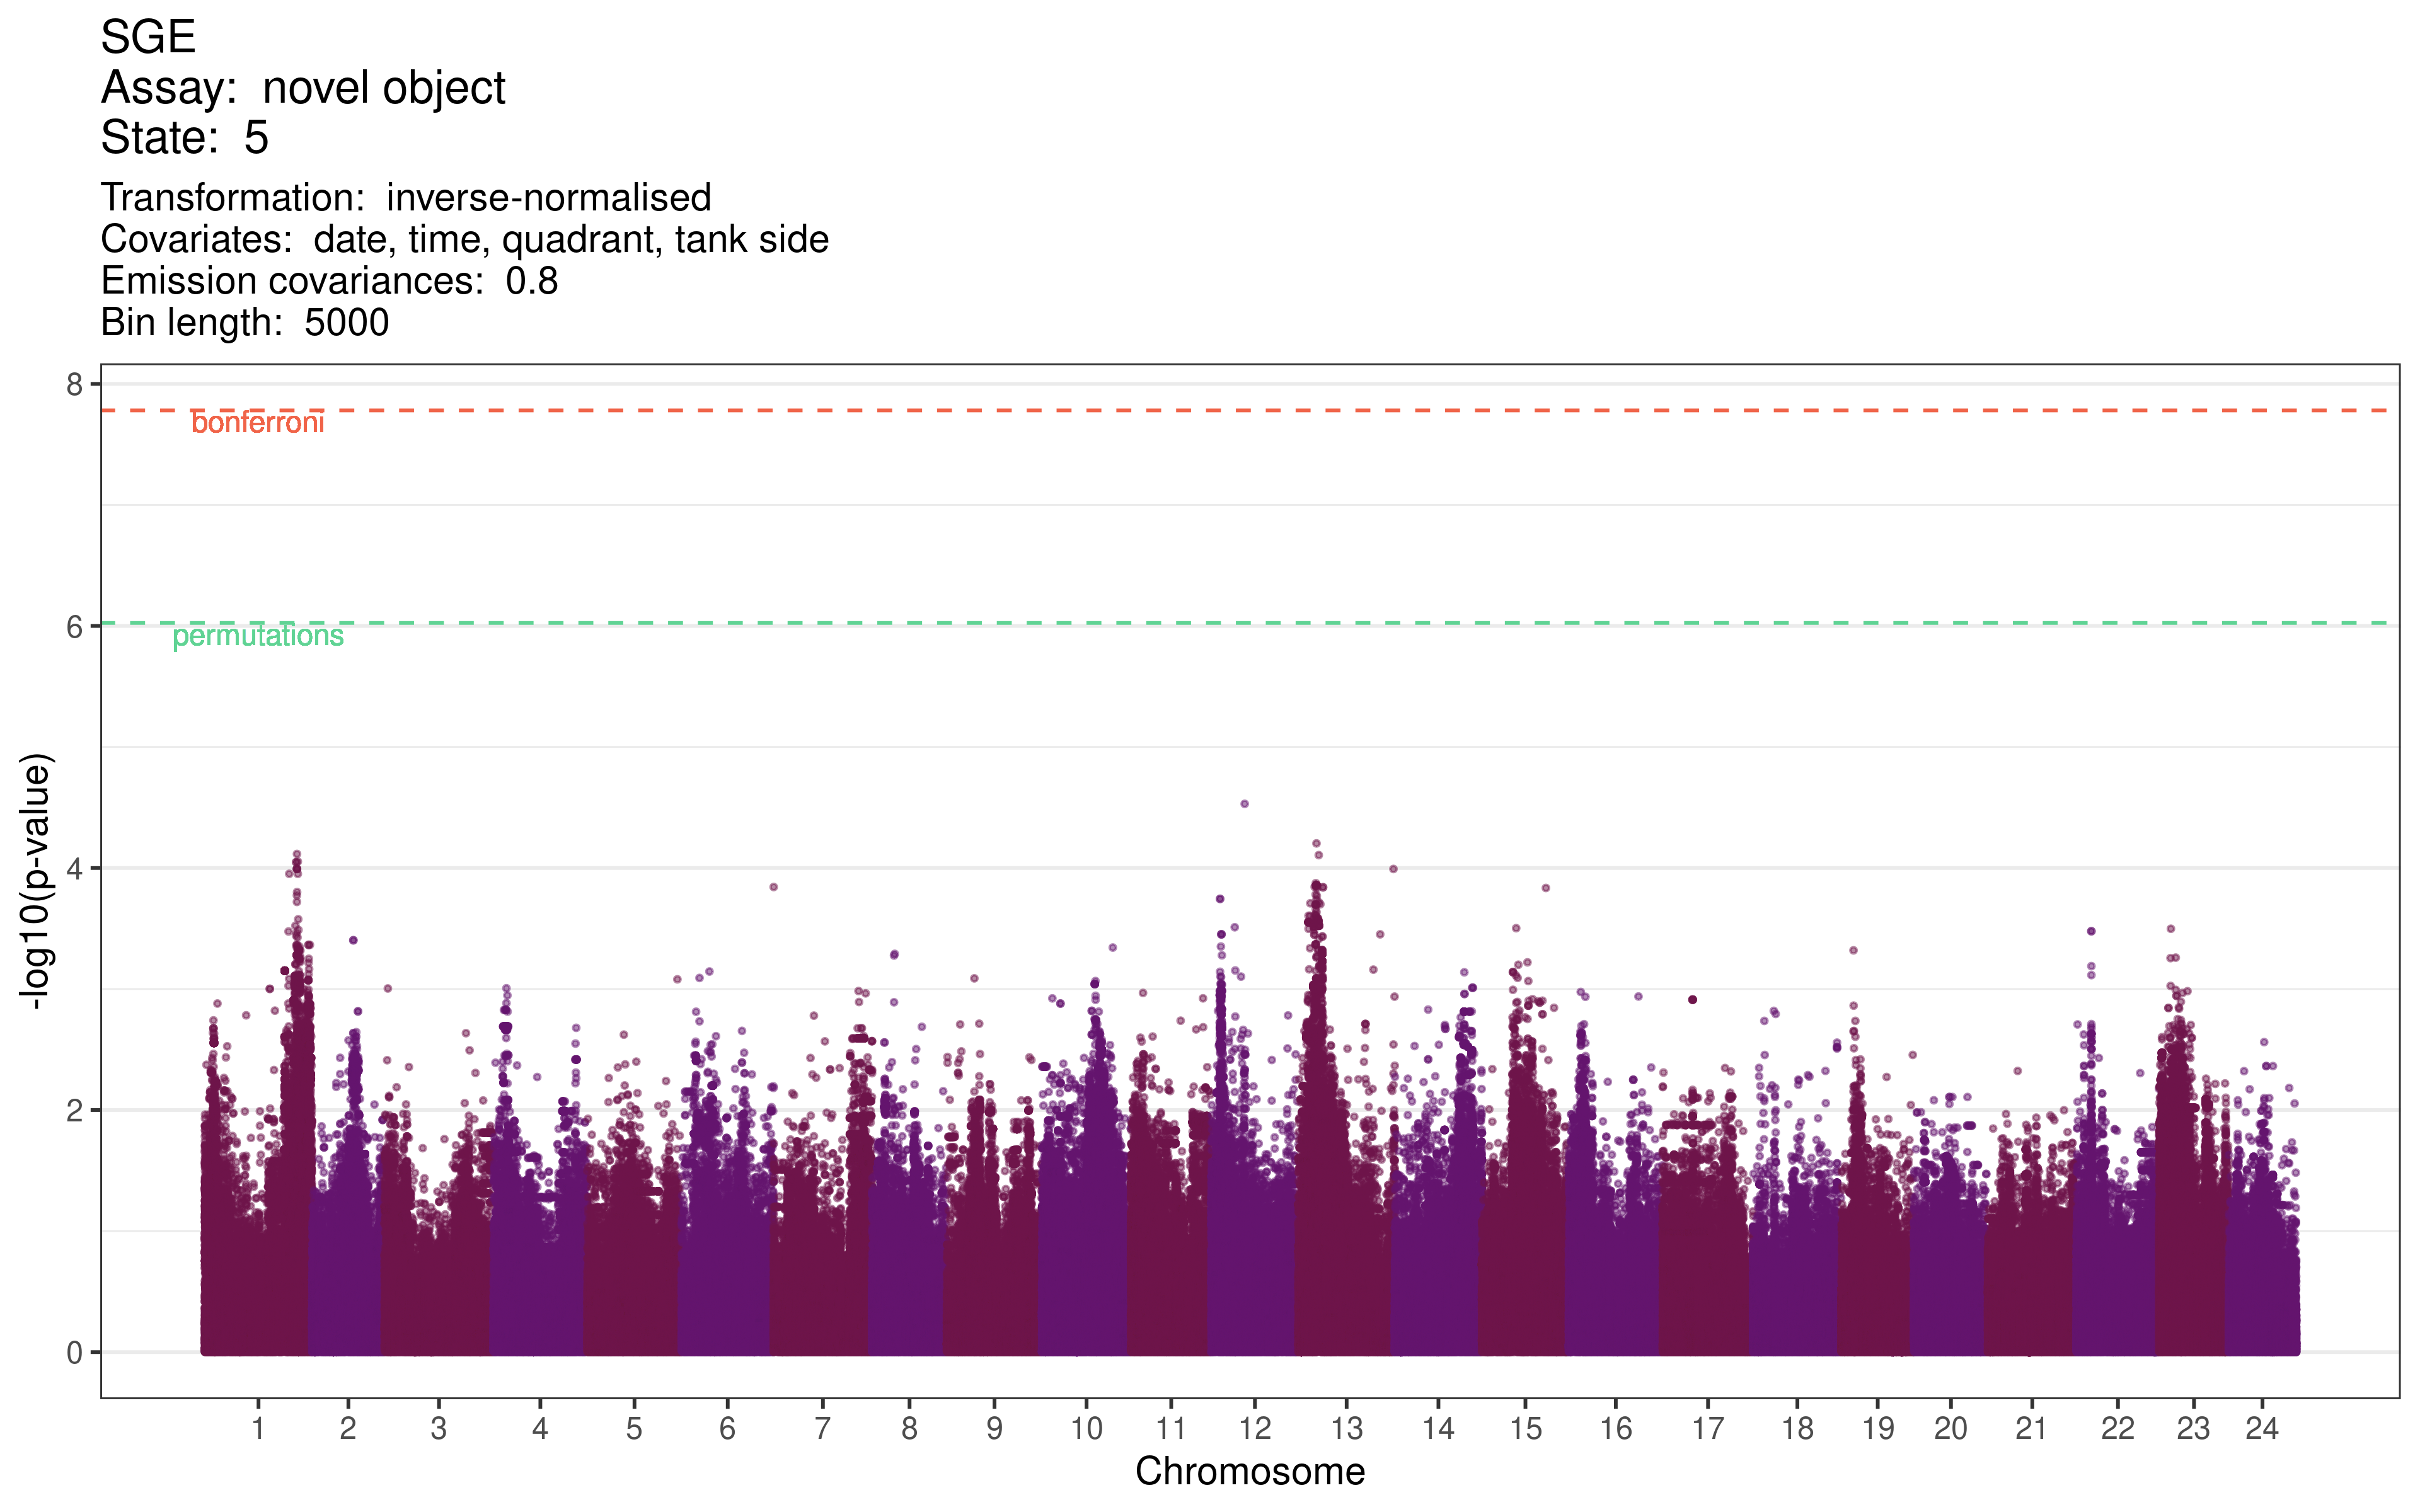 SGE
Assay:  novel object
State:  5
Transformation:  inverse-normalised
Covariates:  date, time, quadrant, tank side
Emission covariances:  0.8
Bin length:  5000
8
bonferroni
6
permutations
-log10(p-value)
4
2
0
1 2 3 4 5 6 7 8 9 10 11 12 13 14 15 16 17 18 19 20 21 22 23 24
Chromosome